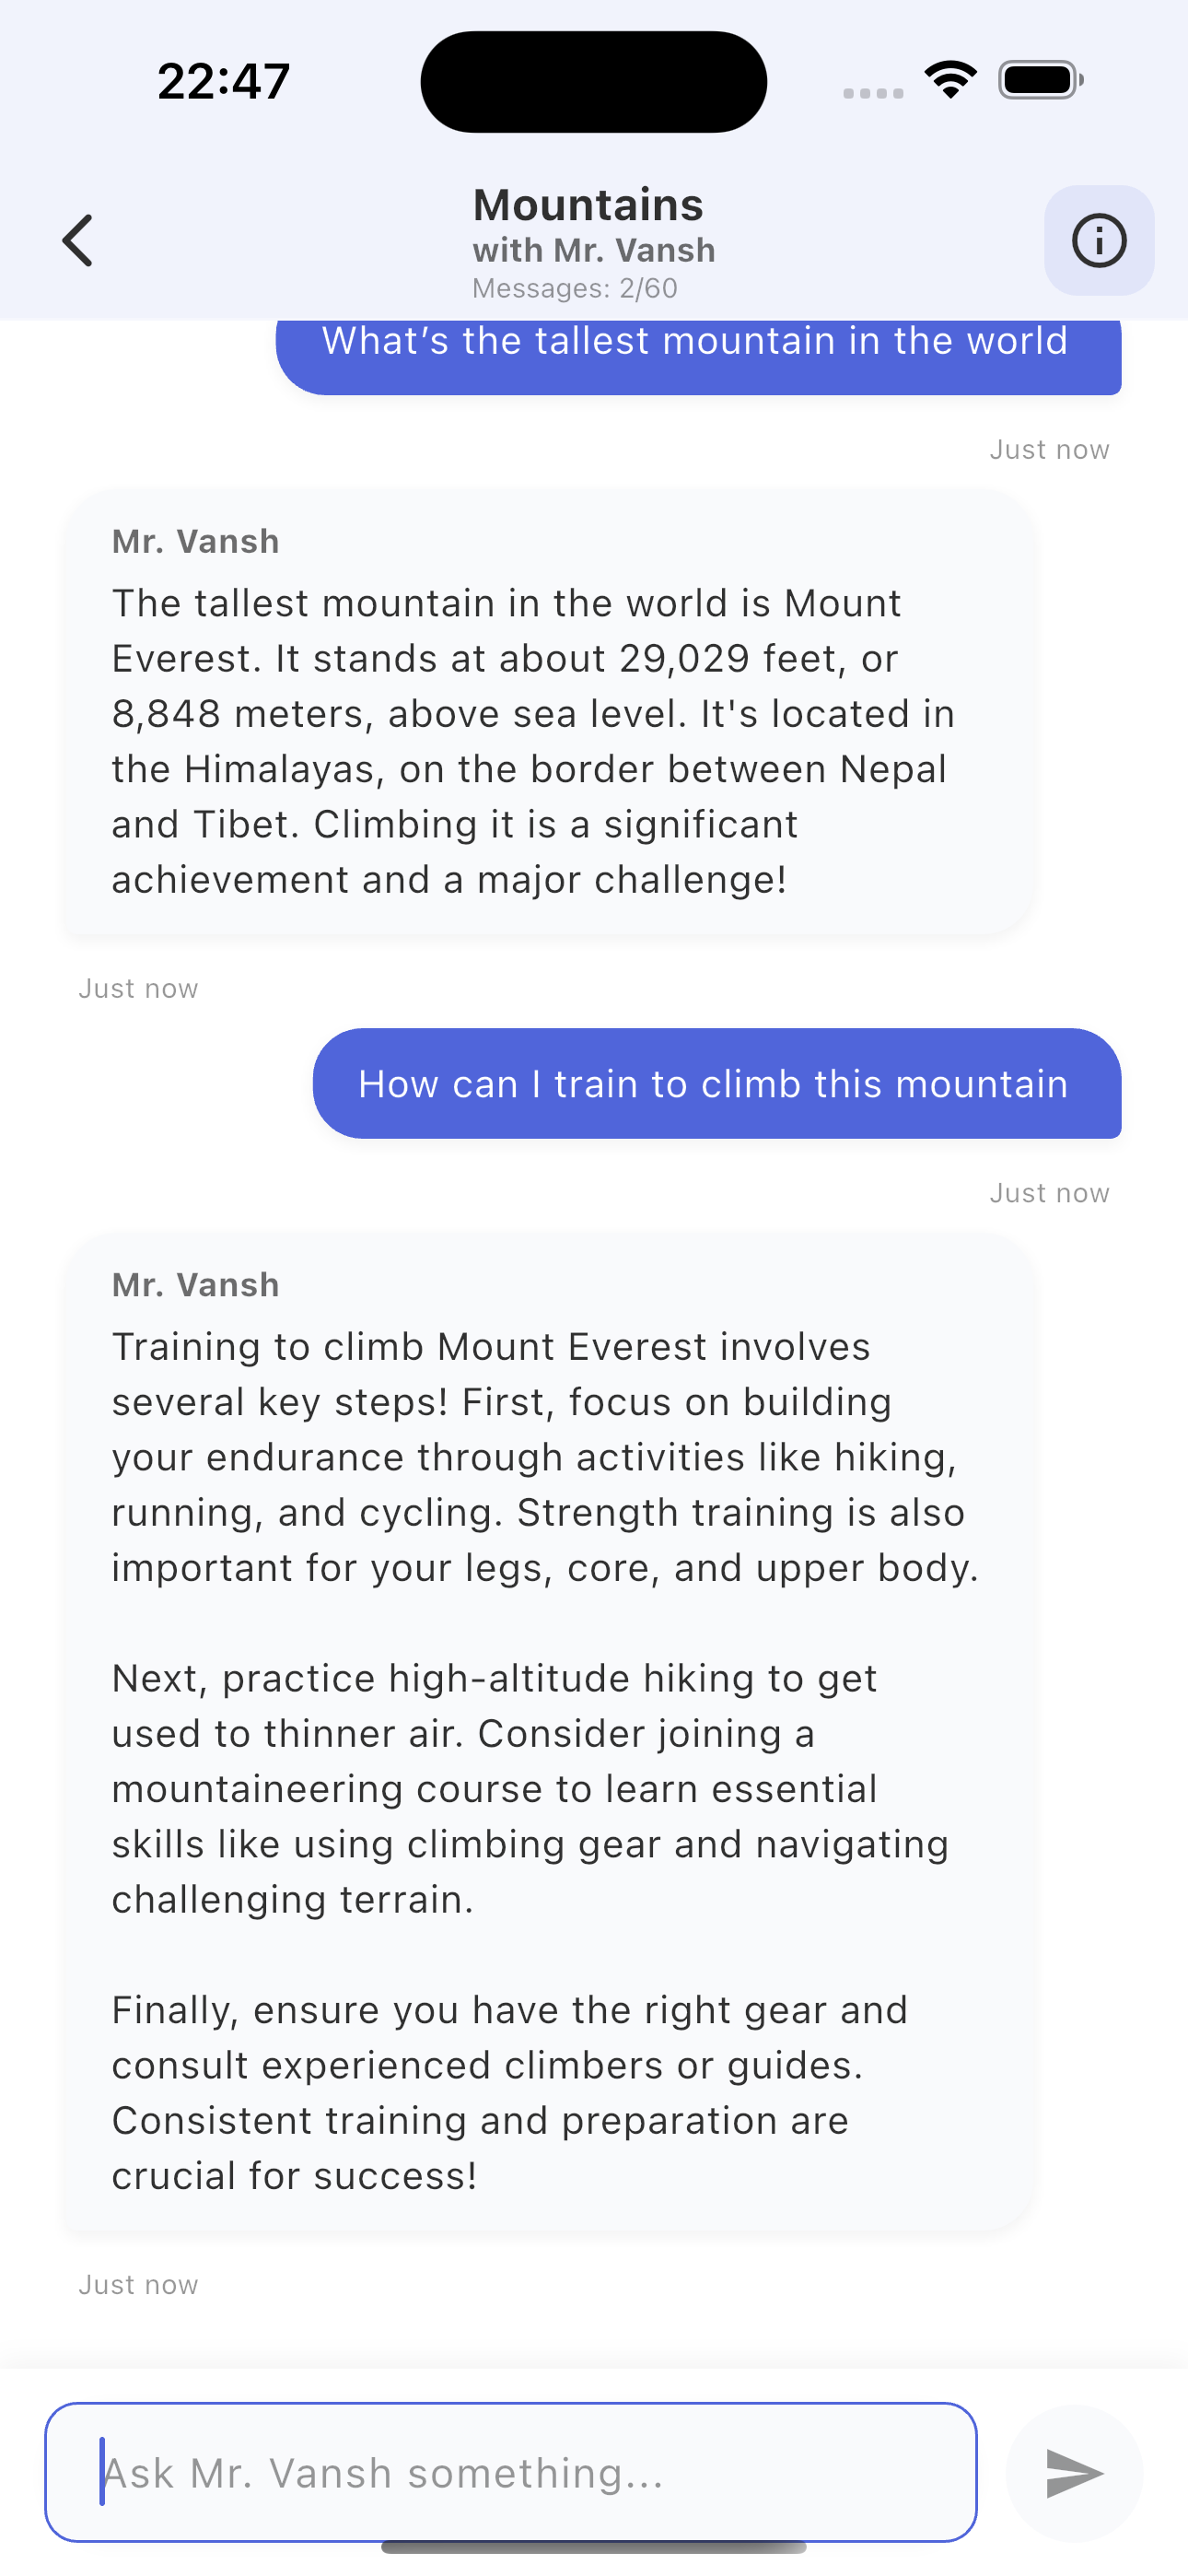 22:47
Mountains
with Mr. Vansh
Messages: 2/60
What’s the tallest mountain in the world
Just now
Mr. Vansh
The tallest mountain in the world is Mount
Everest. It stands at about 29,029 feet, or
8,848 meters, above sea level. It's located in
the Himalayas, on the border between Nepal
and Tibet. Climbing it is a significant
achievement and a major challenge!
Just now
How can I train to climb this mountain
Just now
Mr. Vansh
Training to climb Mount Everest involves
several key steps! First, focus on building
your endurance through activities like hiking,
running, and cycling. Strength training is also
important for your legs, core, and upper body.
Next, practice high-altitude hiking to get
used to thinner air. Consider joining a
mountaineering course to learn essential
skills like using climbing gear and navigating
challenging terrain.
Finally, ensure you have the right gear and
consult experienced climbers or guides.
Consistent training and preparation are
crucial for success!
Just now
Ask Mr. Vansh something...